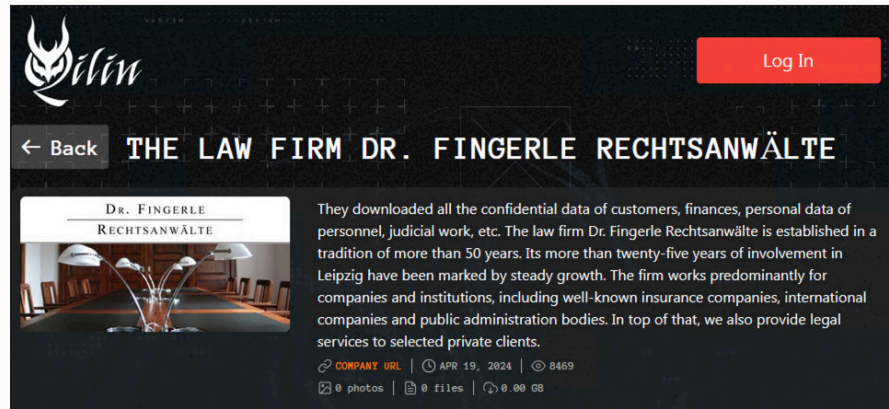 Qilin
Log In
← Back
THE LAW FIRM DR. FINGERLE RECHTSANWÄLTE
DR. FINGERLE
RECHTSANWÄLTE
They downloaded all the confidential data of customers, finances, personal data of
personnel, judicial work, etc. The law firm Dr. Fingerle Rechtsanwälte is established in a
tradition of more than 50 years. Its more than twenty-five years of involvement in
Leipzig have been marked by steady growth. The firm works predominantly for
companies and institutions, including well-known insurance companies, international
companies and public administration bodies. In top of that, we also provide legal
services to selected private clients.
COMPANY URL | APR 19, 2024 | 8469
0 photos | 0 files | 0.00 GB